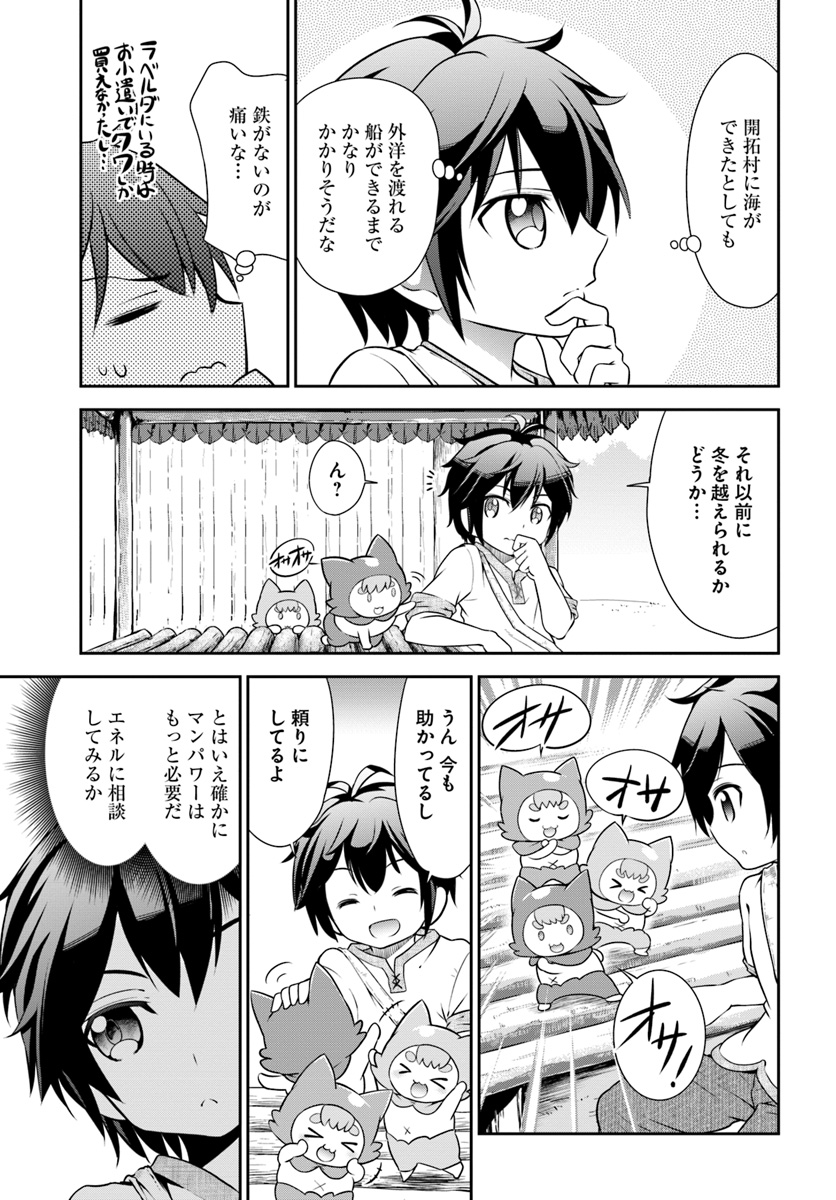 開拓村に海が
できたとしても
外洋を渡れる
船ができるまで
かなり
かかりそうだな
鉄がないのが
痛いな…
ラベルダにいる時は
お小遣いでクワしか
買えなかったし…
それ以前に
冬を越えられるか
どうか…
ん?
オサオサ
オサ
オサ
オサ!
うん 今も
助かってるし
頼りに
してるよ
とはいえ確かに
マンパワーは
もっと必要だ
エネルに相談
してみるか